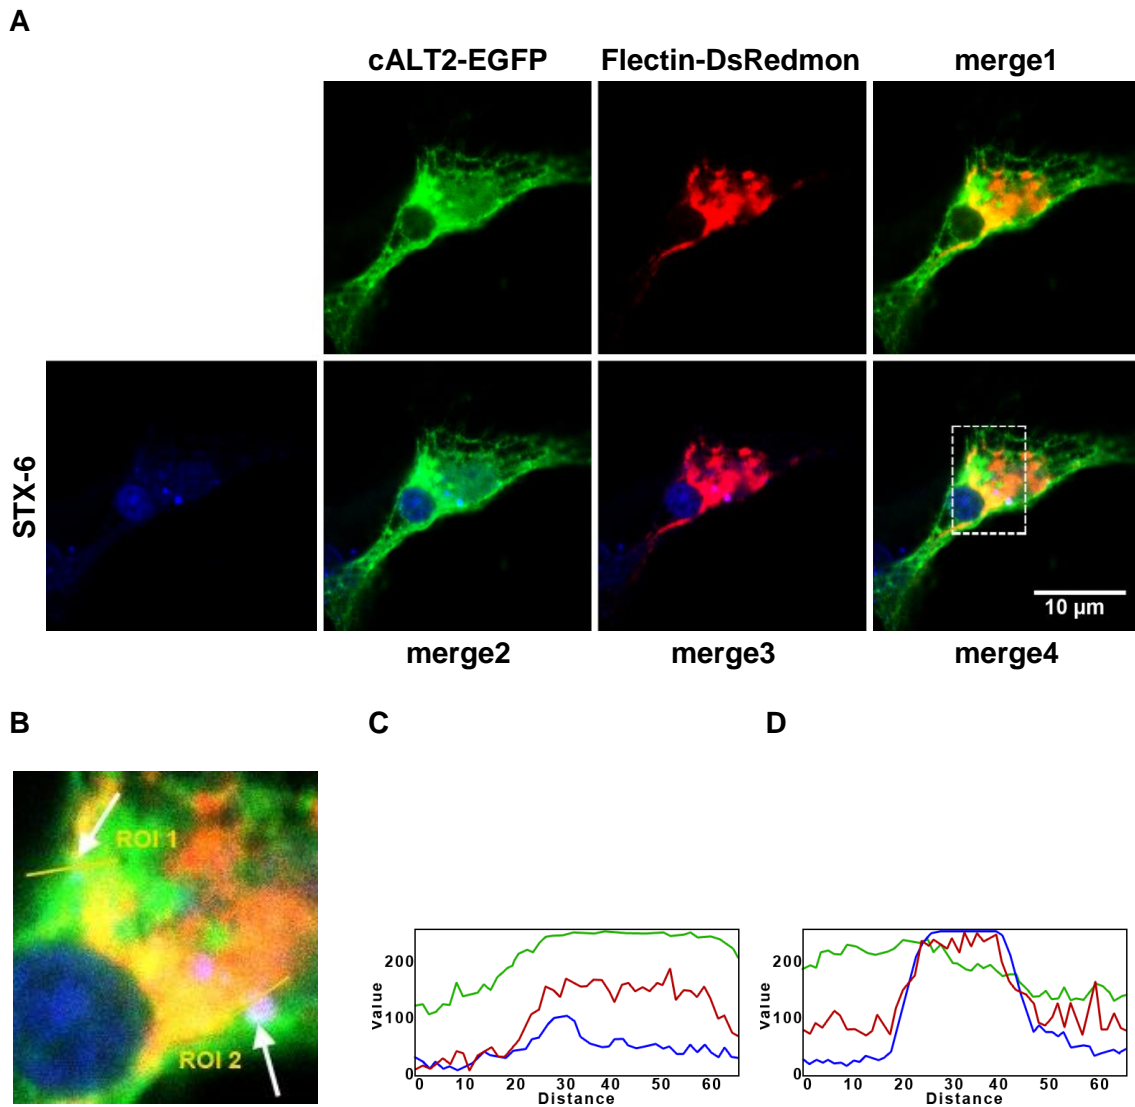 A
cALT2-EGFP Flectin-DsRedmon merge1
STX-6
10 μm
merge2 merge3 merge4
B C D
ROI 1
ROI 2
Value
200
100
0
0 10 20 30 40 50 60
Distance
Value
200
100
0
0 10 20 30 40 50 60
Distance